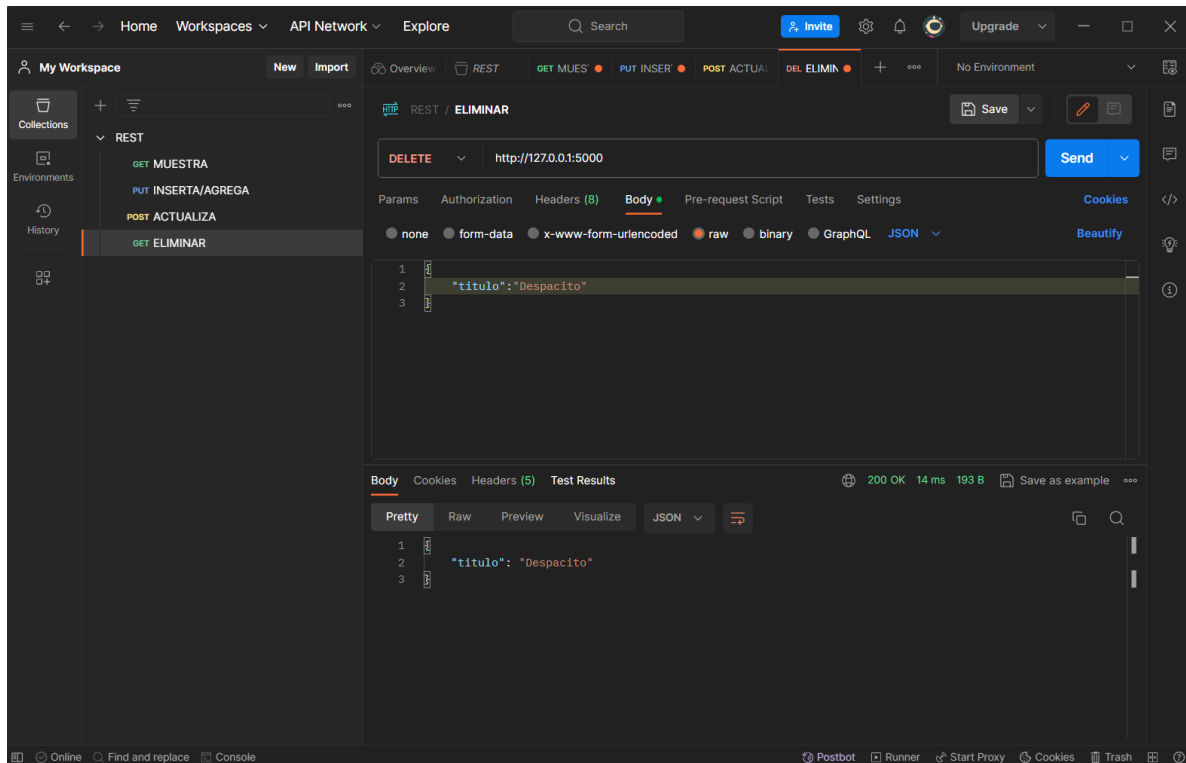 Home Workspaces API Network Explore Search Invite Upgrade
My Workspace New Import Overview REST GET MUES PUT INSER POST ACTUA DEL ELIMIN No Environment
Collections
Environments
History
REST
GET MUESTRA
PUT INSERTA/AGREGA
POST ACTUALIZA
GET ELIMINAR
HTTP REST / ELIMINAR Save
DELETE http://127.0.0.1:5000 Send
Params Authorization Headers (8) Body Pre-request Script Tests Settings Cookies
none form-data x-www-form-urlencoded raw binary GraphQL JSON Beautify
1 {
2 "titulo":"Despacito"
3 }
Body Cookies Headers (5) Test Results 200 OK 14 ms 193 B Save as example
Pretty Raw Preview Visualize JSON
1 {
2 "titulo": "Despacito"
3 }
Online Find and replace Console Postbot Runner Start Proxy Cookies Trash